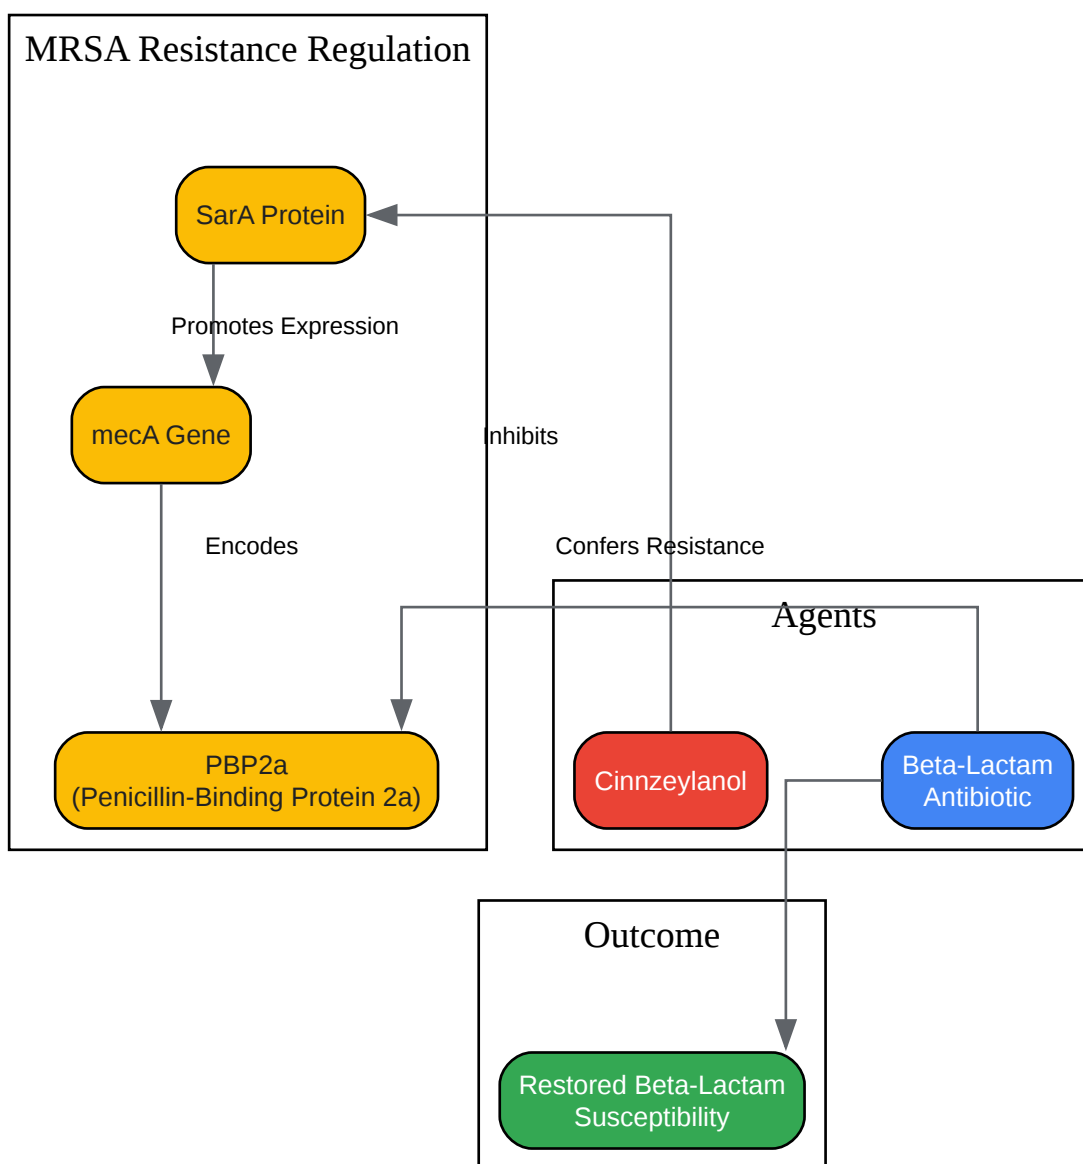 MRSA Resistance Regulation
SarA Protein
Promotes Expression
mecA Gene
Inhibits
Encodes
Confers Resistance
Agents
PBP2a
(Penicillin-Binding Protein 2a)
Cinnzeylanol
Beta-Lactam
Antibiotic
Outcome
Restored Beta-Lactam
Susceptibility